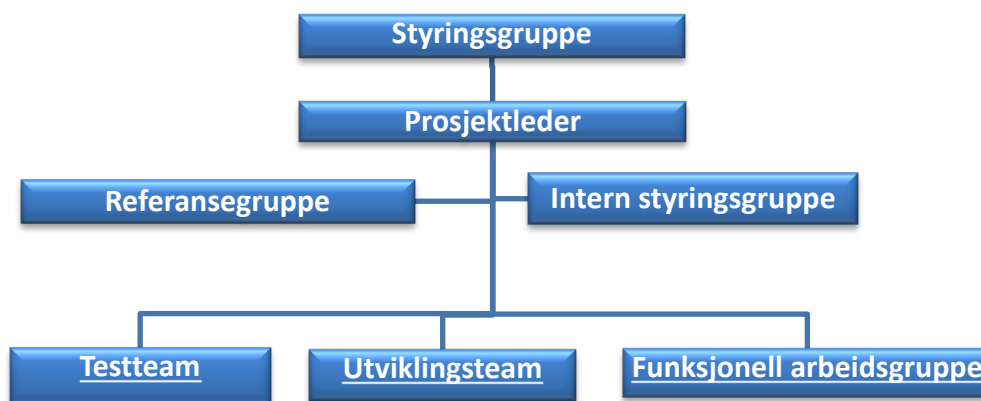 Styringsgruppe
Prosjektleder
Referansegruppe
Intern styringsgruppe
Testteam
Utviklingsteam
Funksjonell arbeidsgruppe